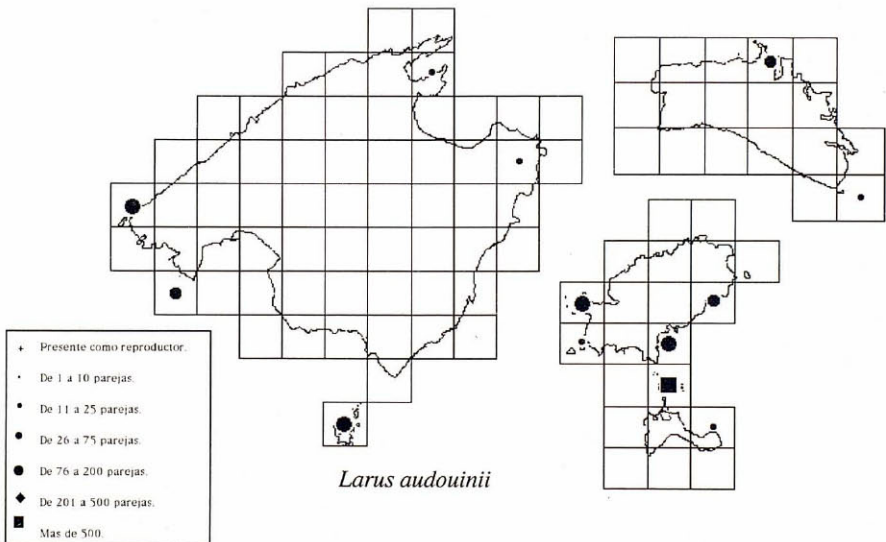 + Presente como reproductor.
· De 1 a 10 parejas.
• De 11 a 25 parejas.
● De 26 a 75 parejas.
● De 76 a 200 parejas.
◆ De 201 a 500 parejas.
■ Mas de 500.
Larus audouinii